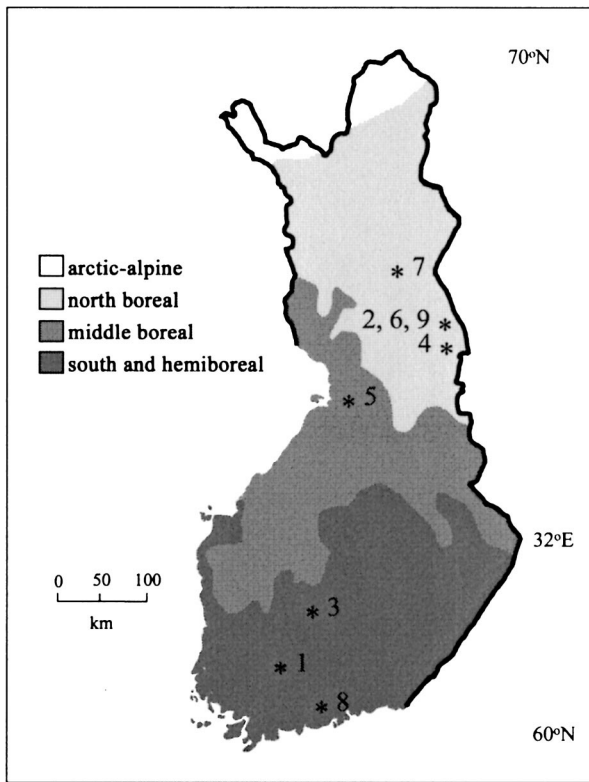 70°N
arctic-alpine
north boreal
middle boreal
south and hemiboreal
* 7
2, 6, 9 *
4 *
* 5
32°E
0 50 100
km
* 3
* 1
* 8
60°N